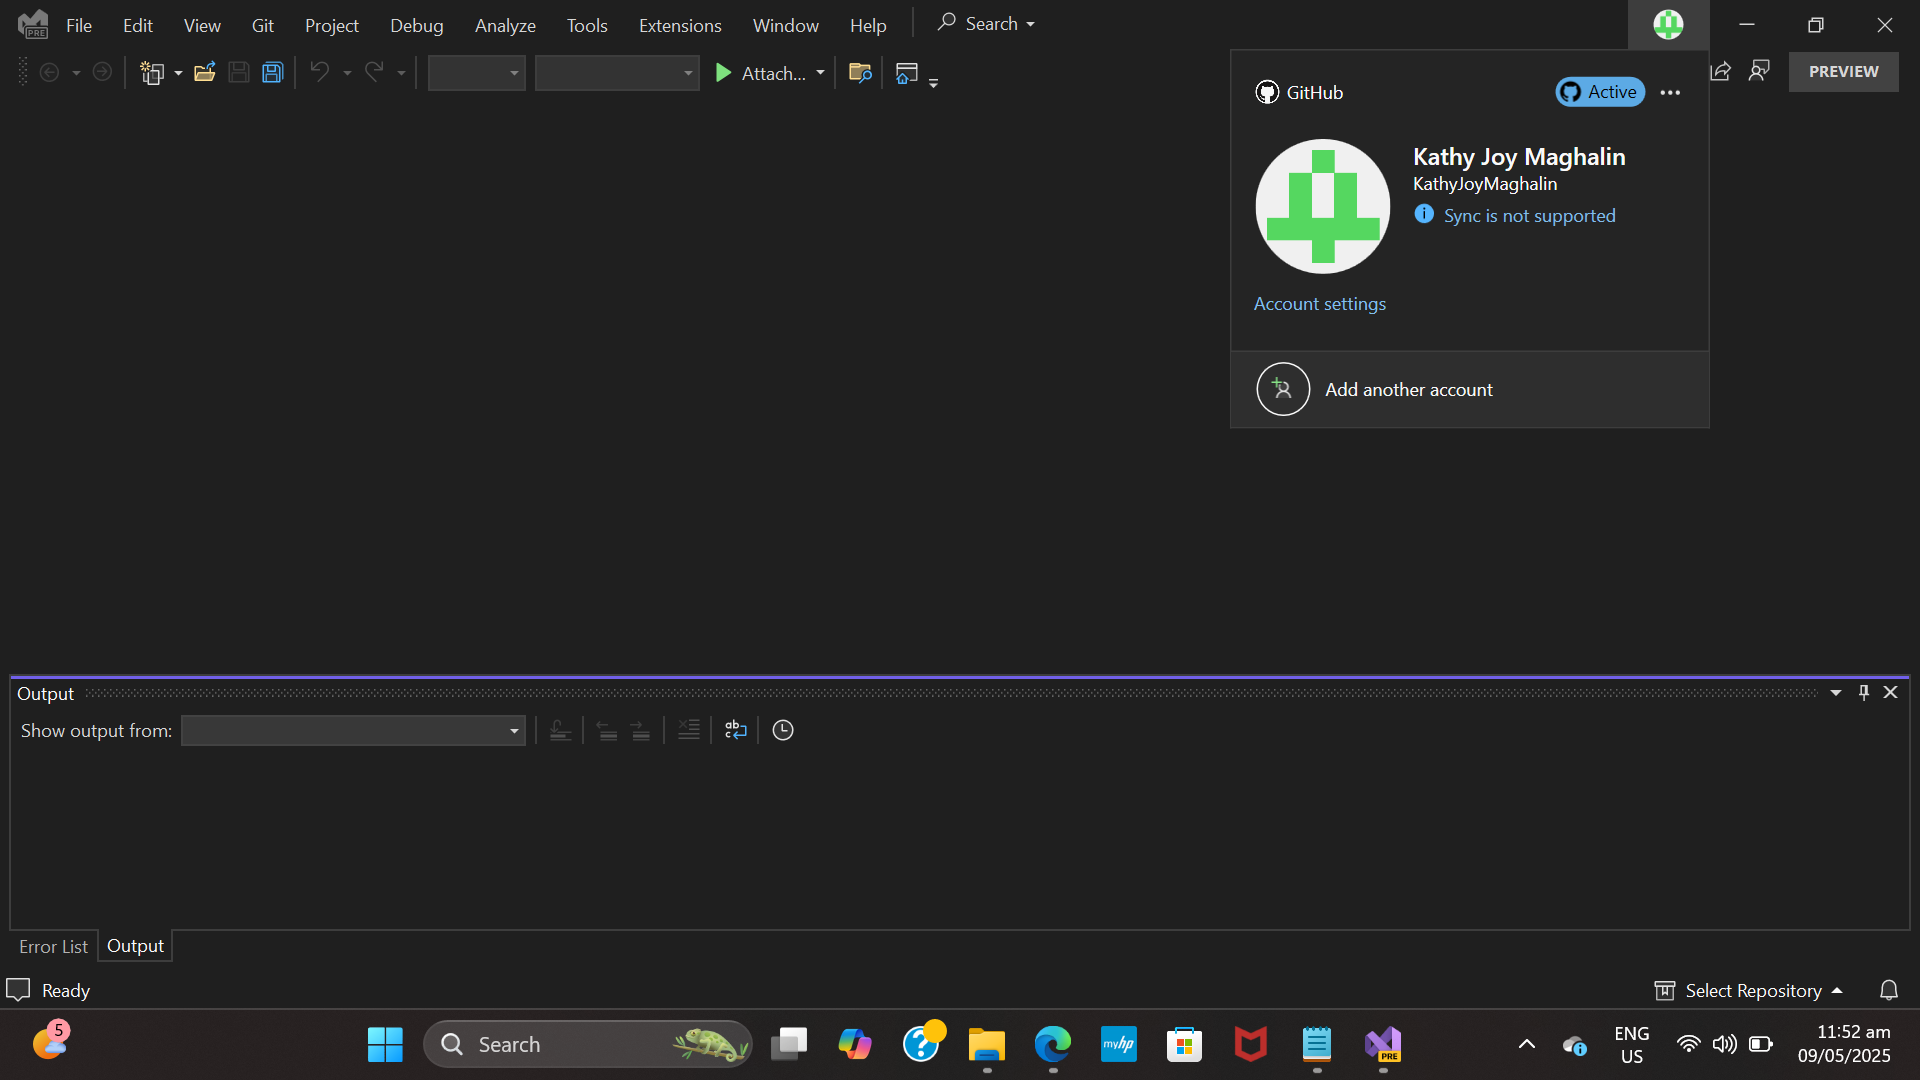 File Edit View Git Project Debug Analyze Tools Extensions Window Help Search
PRE
Attach...
PREVIEW
GitHub Active
Kathy Joy Maghalin
KathyJoyMaghalin
Sync is not supported
Account settings
Add another account
Output
Show output from:
Error List Output
Ready
Select Repository
5
Search
myhp
PRE
ENG
US
11:52 am
09/05/2025